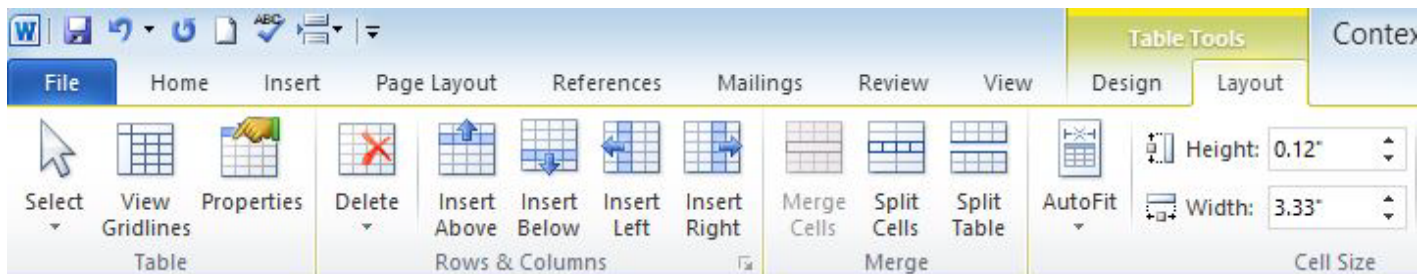 W ABC Table Tools Contex
File Home Insert Page Layout References Mailings Review View Design Layout
Height: 0.12"
Select View Properties Delete Insert Insert Insert Insert Merge Split Split AutoFit Width: 3.33"
Gridlines Above Below Left Right Cells Cells Table
Table Rows & Columns Merge Cell Size